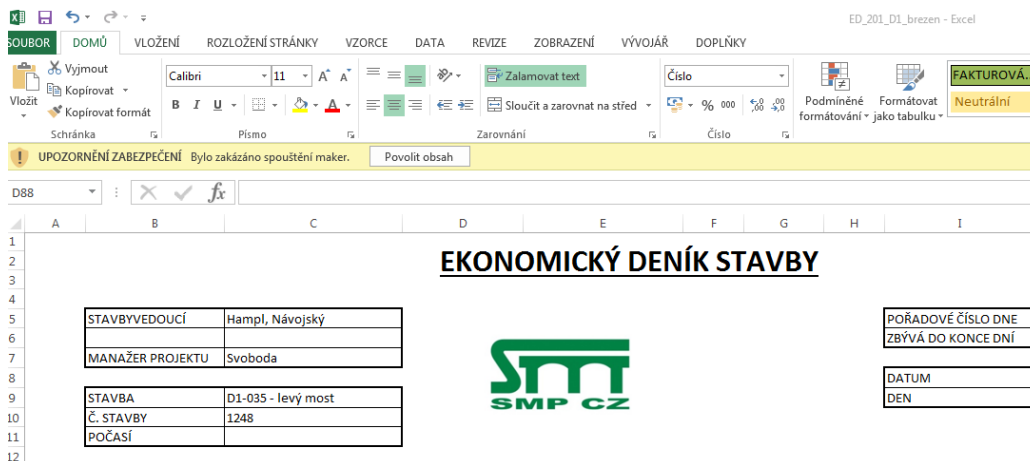 ED_201_D1_brezen - Excel
SOUBOR DOMŮ VLOŽENÍ ROZLOŽENÍ STRÁNKY VZORCE DATA REVIZE ZOBRAZENÍ VÝVOJÁŘ DOPLŇKY
Vložit
Vyjmout
Kopírovat
Kopírovat formát
Schránka
Calibri 11 A A
B I U A
Písmo
Zalamovat text
Sloučit a zarovnat na střed
Zarovnání
Číslo
% 000 ,0 ,00 ,00 ,0
Číslo
Podmíněné formátování
Formátovat jako tabulku
FAKTUROVÁ...
Neutrální
! UPOZORNĚNÍ ZABEZPEČENÍ Bylo zakázáno spouštění maker. Povolit obsah
D88 fx
A B C D E F G H I
1
2 EKONOMICKÝ DENÍK STAVBY
3
4
5 STAVBYVEDOUCÍ Hampl, Návojský POŘADOVÉ ČÍSLO DNE
6 ZBÝVÁ DO KONCE DNÍ
7 MANAŽER PROJEKTU Svoboda
8 DATUM
9 STAVBA D1-035 - levý most DEN
10 Č. STAVBY 1248
11 POČASÍ
12
SMP CZ